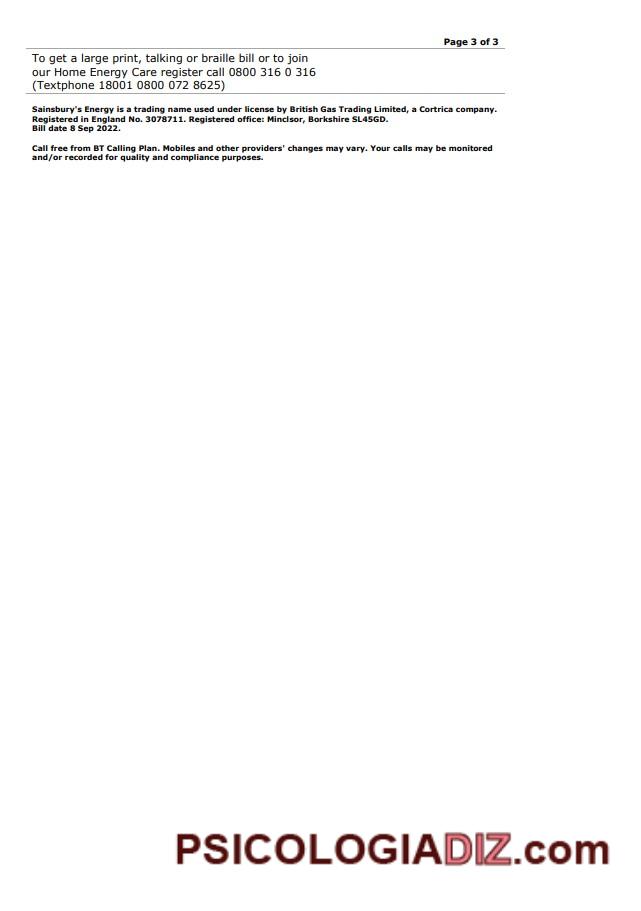 Page 3 of 3
To get a large print, talking or braille bill or to join
our Home Energy Care register call 0800 316 0 316
(Textphone 18001 0800 072 8625)
Sainsbury's Energy is a trading name used under license by British Gas Trading Limited, a Cortrica company.
Registered in England No. 3078711. Registered office: Minclsor, Borkshire SL45GD.
Bill date 8 Sep 2022.
Call free from BT Calling Plan. Mobiles and other providers' changes may vary. Your calls may be monitored
and/or recorded for quality and compliance purposes.
PSICOLOGIADIZ.com